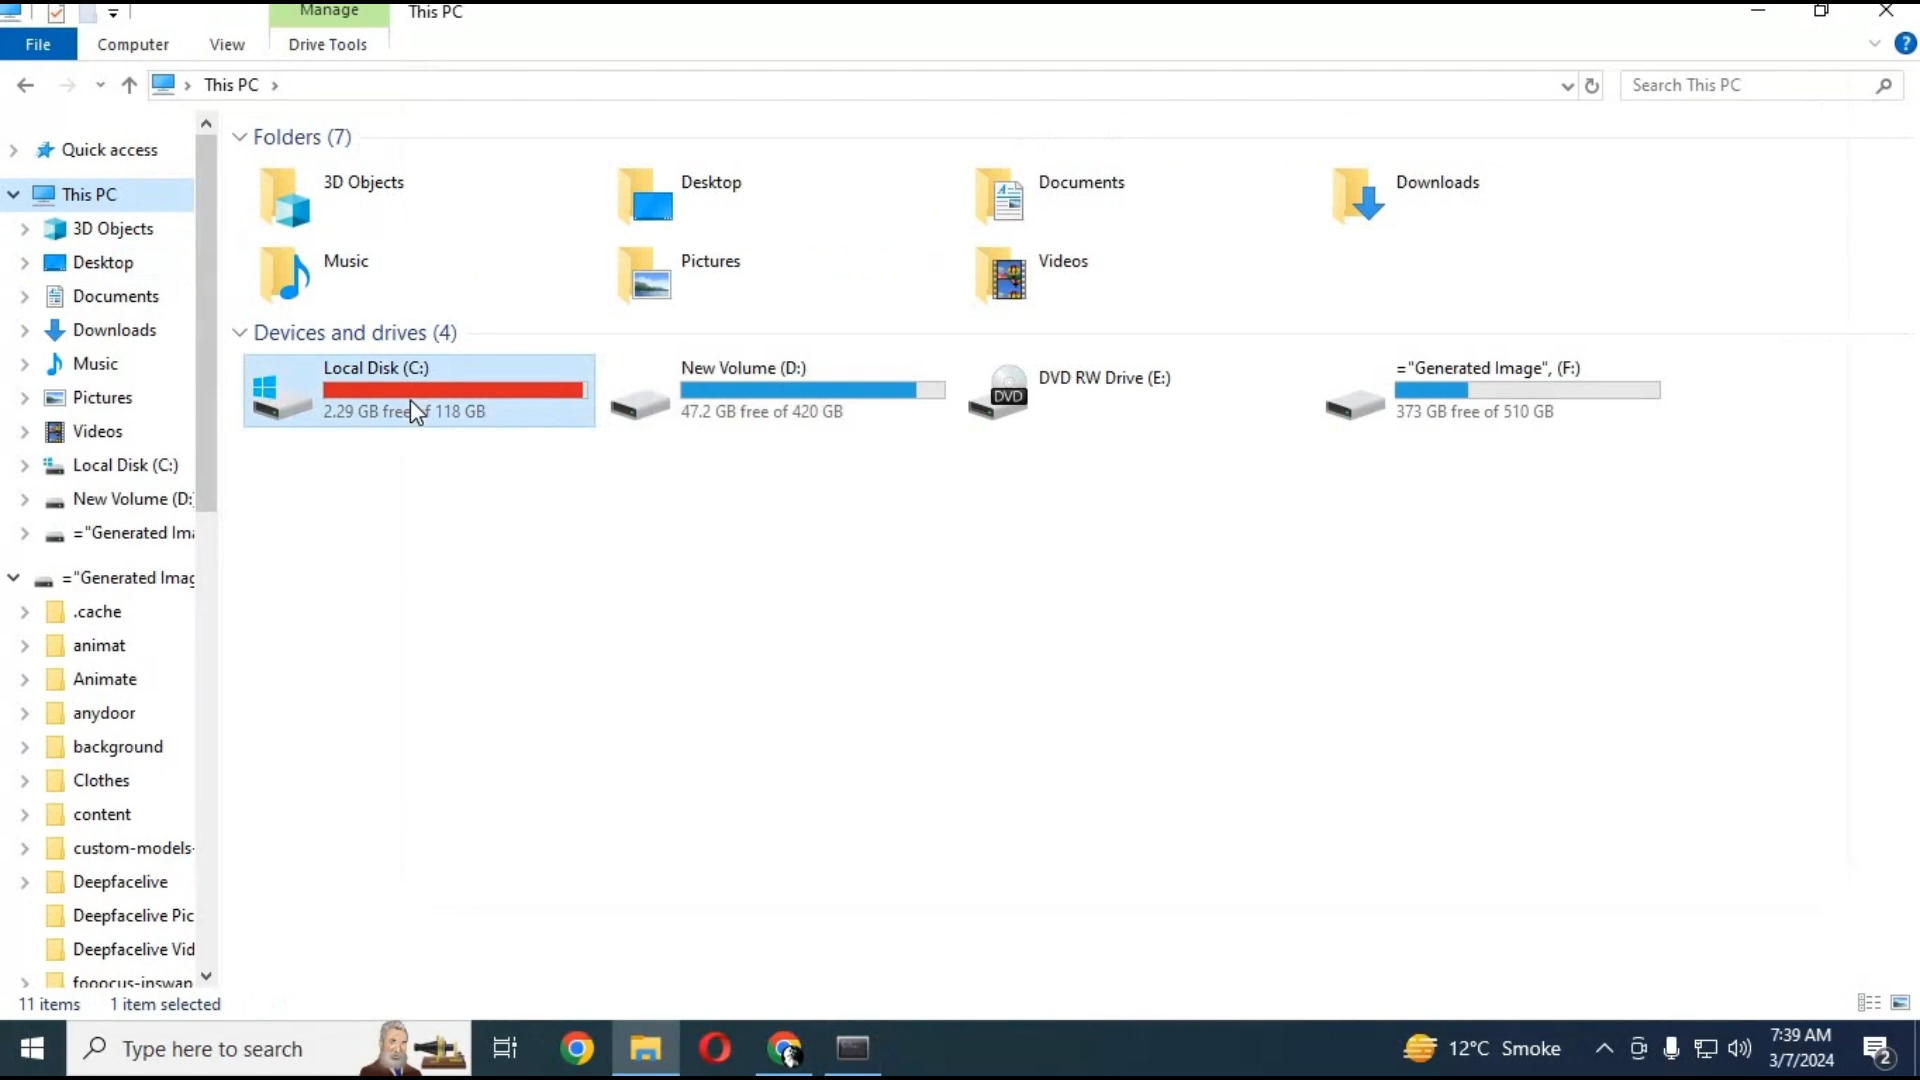 Manage
This PC
File
Computer
View
Drive Tools
?
This PC
Search This PC
Quick access
This PC
3D Objects
Desktop
Documents
Downloads
Music
Pictures
Videos
Local Disk (C:)
New Volume (D:
="Generated Ima
="Generated Imag
.cache
animat
Animate
anydoor
background
Clothes
content
custom-models-
Deepfacelive
Deepfacelive Pic
Deepfacelive Vid
fooocus-inswap
Folders (7)
3D Objects
Desktop
Documents
Downloads
Music
Pictures
Videos
Devices and drives (4)
Local Disk (C:)
2.29 GB free of 118 GB
New Volume (D:)
47.2 GB free of 420 GB
DVD
DVD RW Drive (E:)
="Generated Image", (F:)
373 GB free of 510 GB
11 items
1 item selected
Type here to search
12°C Smoke
7:39 AM
3/7/2024
2